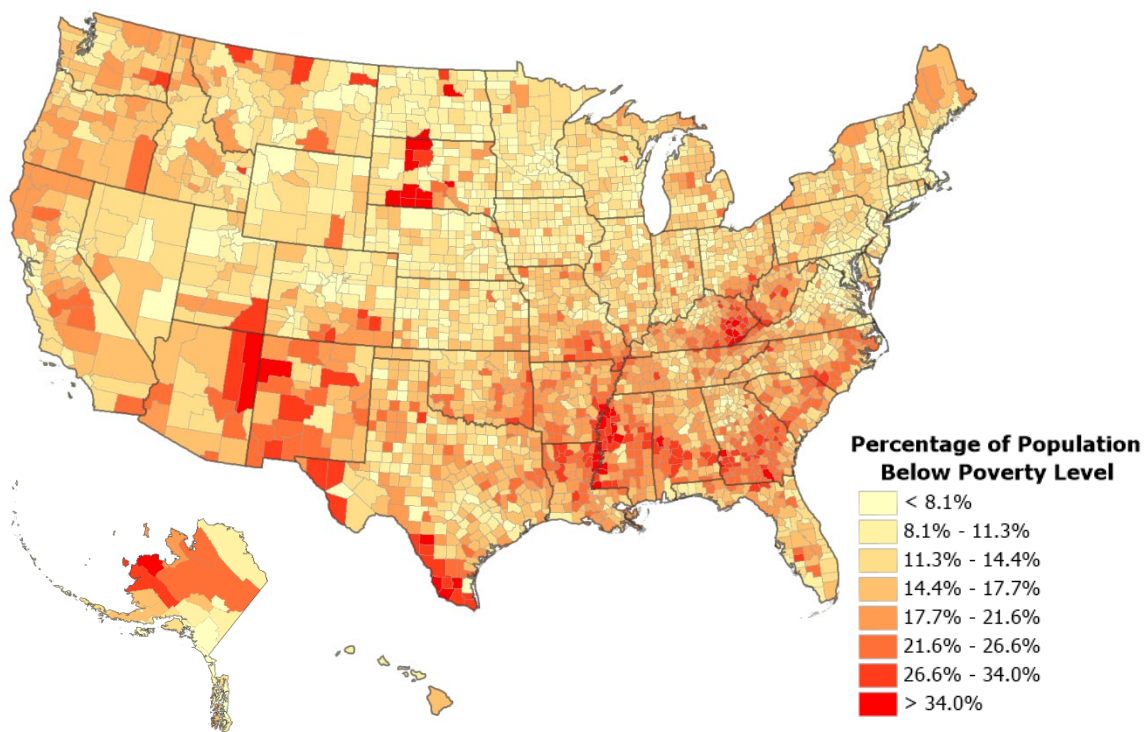 Percentage of Population
Below Poverty Level
< 8.1%
8.1% - 11.3%
11.3% - 14.4%
14.4% - 17.7%
17.7% - 21.6%
21.6% - 26.6%
26.6% - 34.0%
> 34.0%